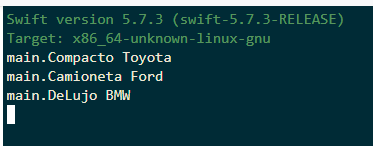 Swift version 5.7.3 (swift-5.7.3-RELEASE)
Target: x86_64-unknown-linux-gnu
main.Compacto Toyota
main.Camioneta Ford
main.DeLujo BMW